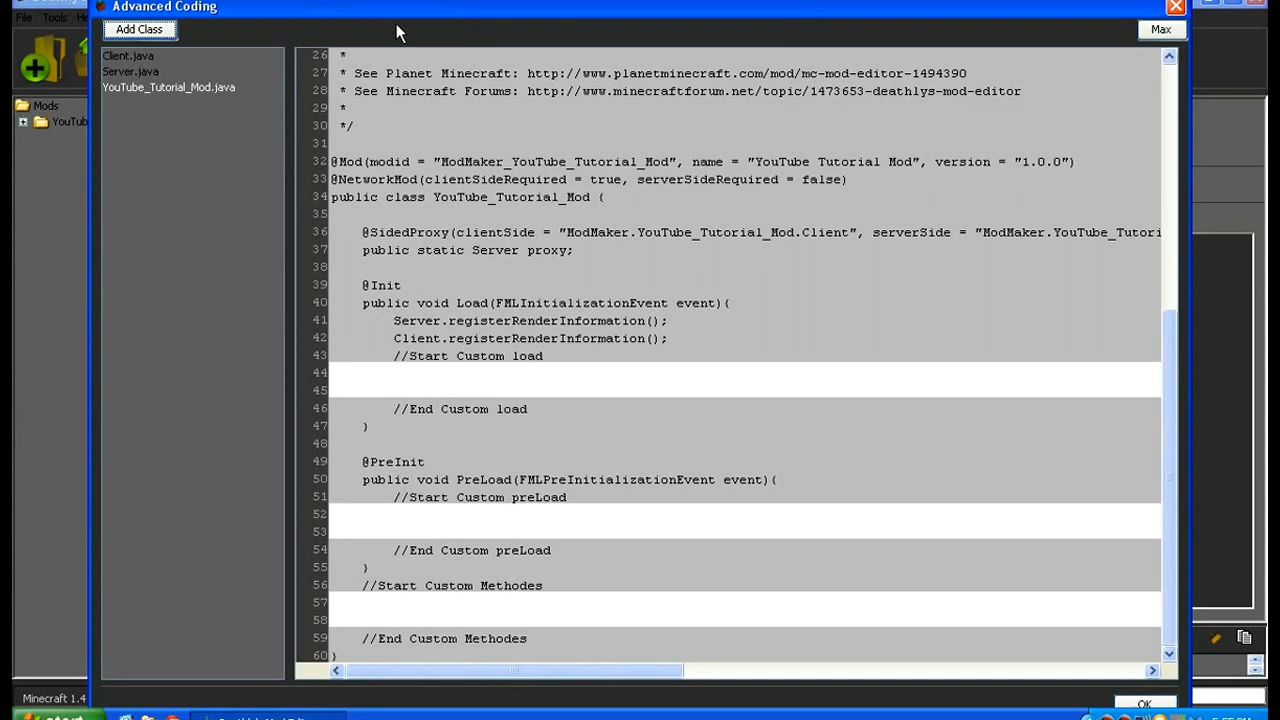 Advanced Coding
File Tools
Add Class
Max
Client.java
Server.java
YouTube_Tutorial_Mod.java
Mods
YouTub
26 *
27 * See Planet Minecraft: http://www.planetminecraft.com/mod/mc-mod-editor-1494390
28 * See Minecraft Forums: http://www.minecraftforum.net/topic/1473653-deathlys-mod-editor
29 *
30 */
31
32 @Mod(modid = "ModMaker_YouTube_Tutorial_Mod", name = "YouTube Tutorial Mod", version = "1.0.0")
33 @NetworkMod(clientSideRequired = true, serverSideRequired = false)
34 public class YouTube_Tutorial_Mod {
35
36 @SidedProxy(clientSide = "ModMaker.YouTube_Tutorial_Mod.Client", serverSide = "ModMaker.YouTube_Tutori
37 public static Server proxy;
38
39 @Init
40 public void Load(FMLInitializationEvent event){
41 Server.registerRenderInformation();
42 Client.registerRenderInformation();
43 //Start Custom load
44
45
46 //End Custom load
47 }
48
49 @PreInit
50 public void PreLoad(FMLPreInitializationEvent event){
51 //Start Custom preLoad
52
53
54 //End Custom preLoad
55 }
56 //Start Custom Methodes
57
58
59 //End Custom Methodes
60 }
OK
Minecraft 1.4
start